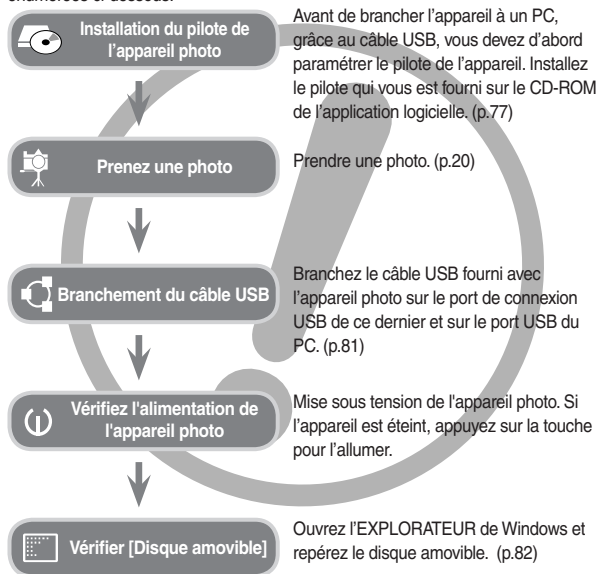 Installation du pilote de
l'appareil photo
Avant de brancher l'appareil à un PC,
grâce au câble USB, vous devez d'abord
paramétrer le pilote de l'appareil. Installez
le pilote qui vous est fourni sur le CD-ROM
de l'application logicielle. (p.77)
Prenez une photo
Prendre une photo. (p.20)
Branchement du câble USB
Branchez le câble USB fourni avec
l'appareil photo sur le port de connexion
USB de ce dernier et sur le port USB du
PC. (p.81)
Vérifiez l'alimentation de
l'appareil photo
Mise sous tension de l'appareil photo. Si
l'appareil est éteint, appuyez sur la touche
pour l'allumer.
Vérifier [Disque amovible]
Ouvrez l'EXPLORATEUR de Windows et
repérez le disque amovible. (p.82)